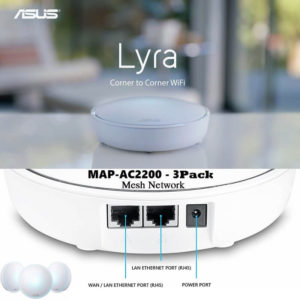 ASUS
Lyra
Corner to Corner WiFi
MAP-AC2200 - 3Pack
Mesh Network
LAN ETHERNET PORT (RJ45)
WAN / LAN ETHERNET PORT (RJ45)
POWER PORT